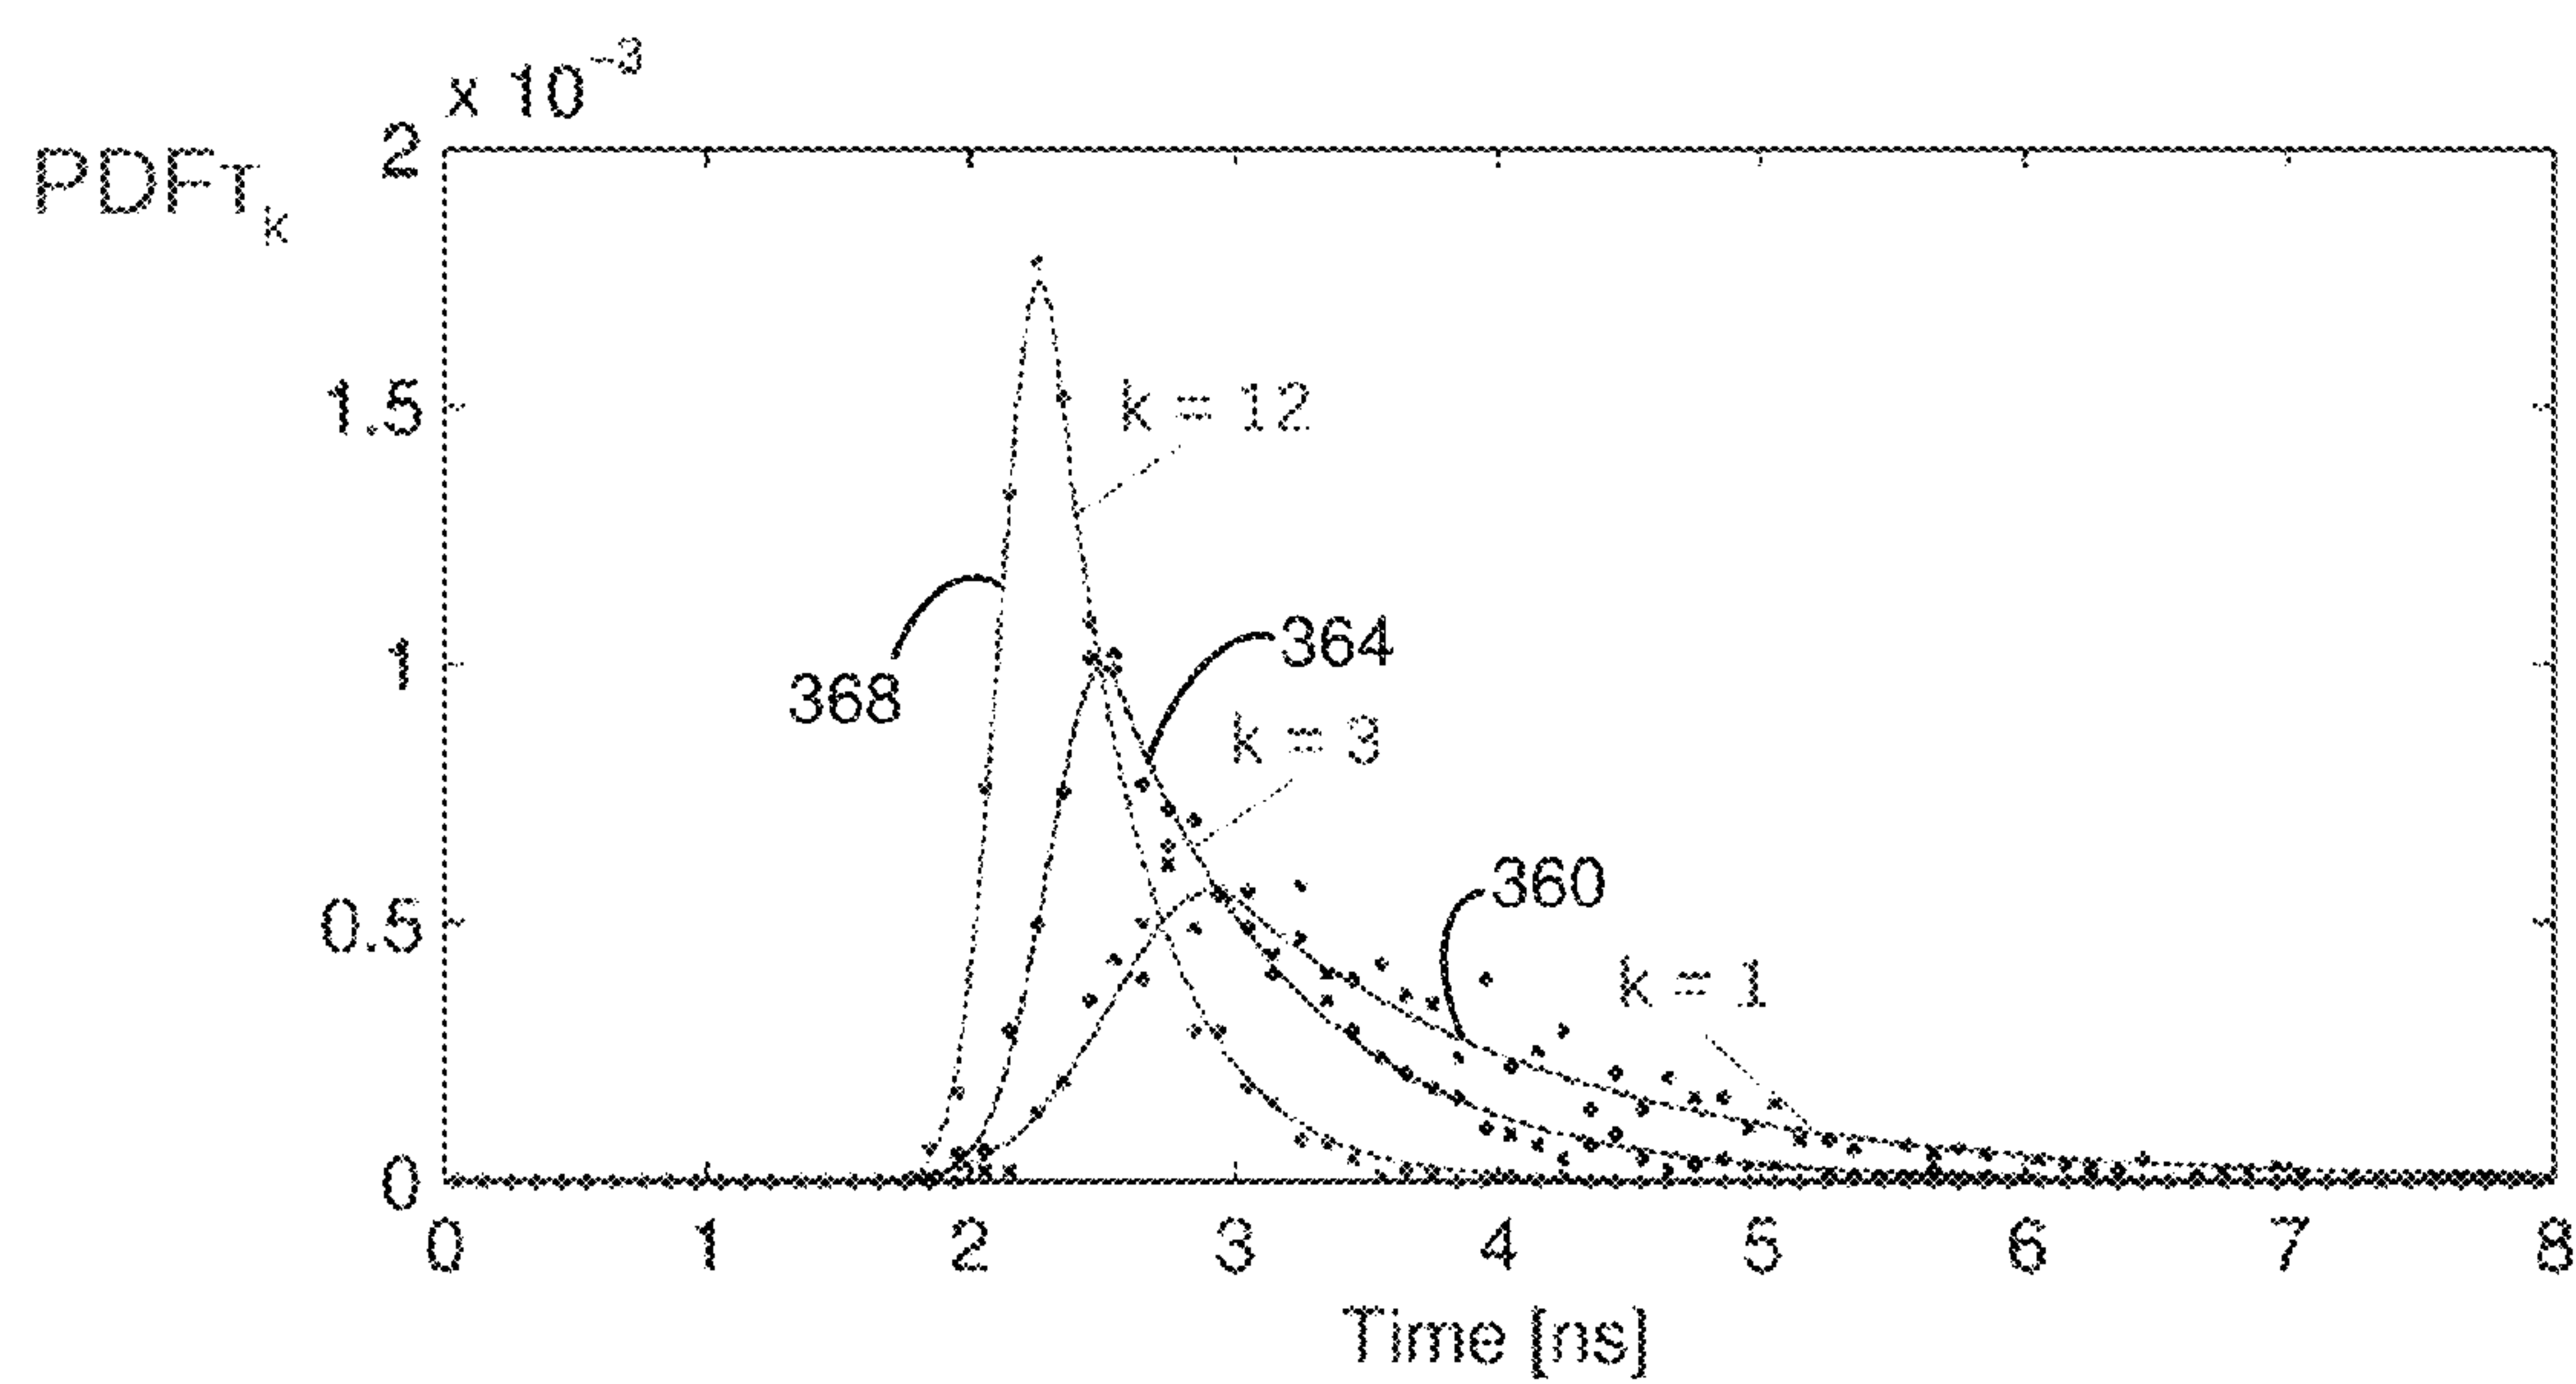 x 10⁻³
PDFTₖ
2
1.5
1
0.5
0
k = 12
368
364
k = 3
360
k = 1
0 1 2 3 4 5 6 7 8
Time [ns]